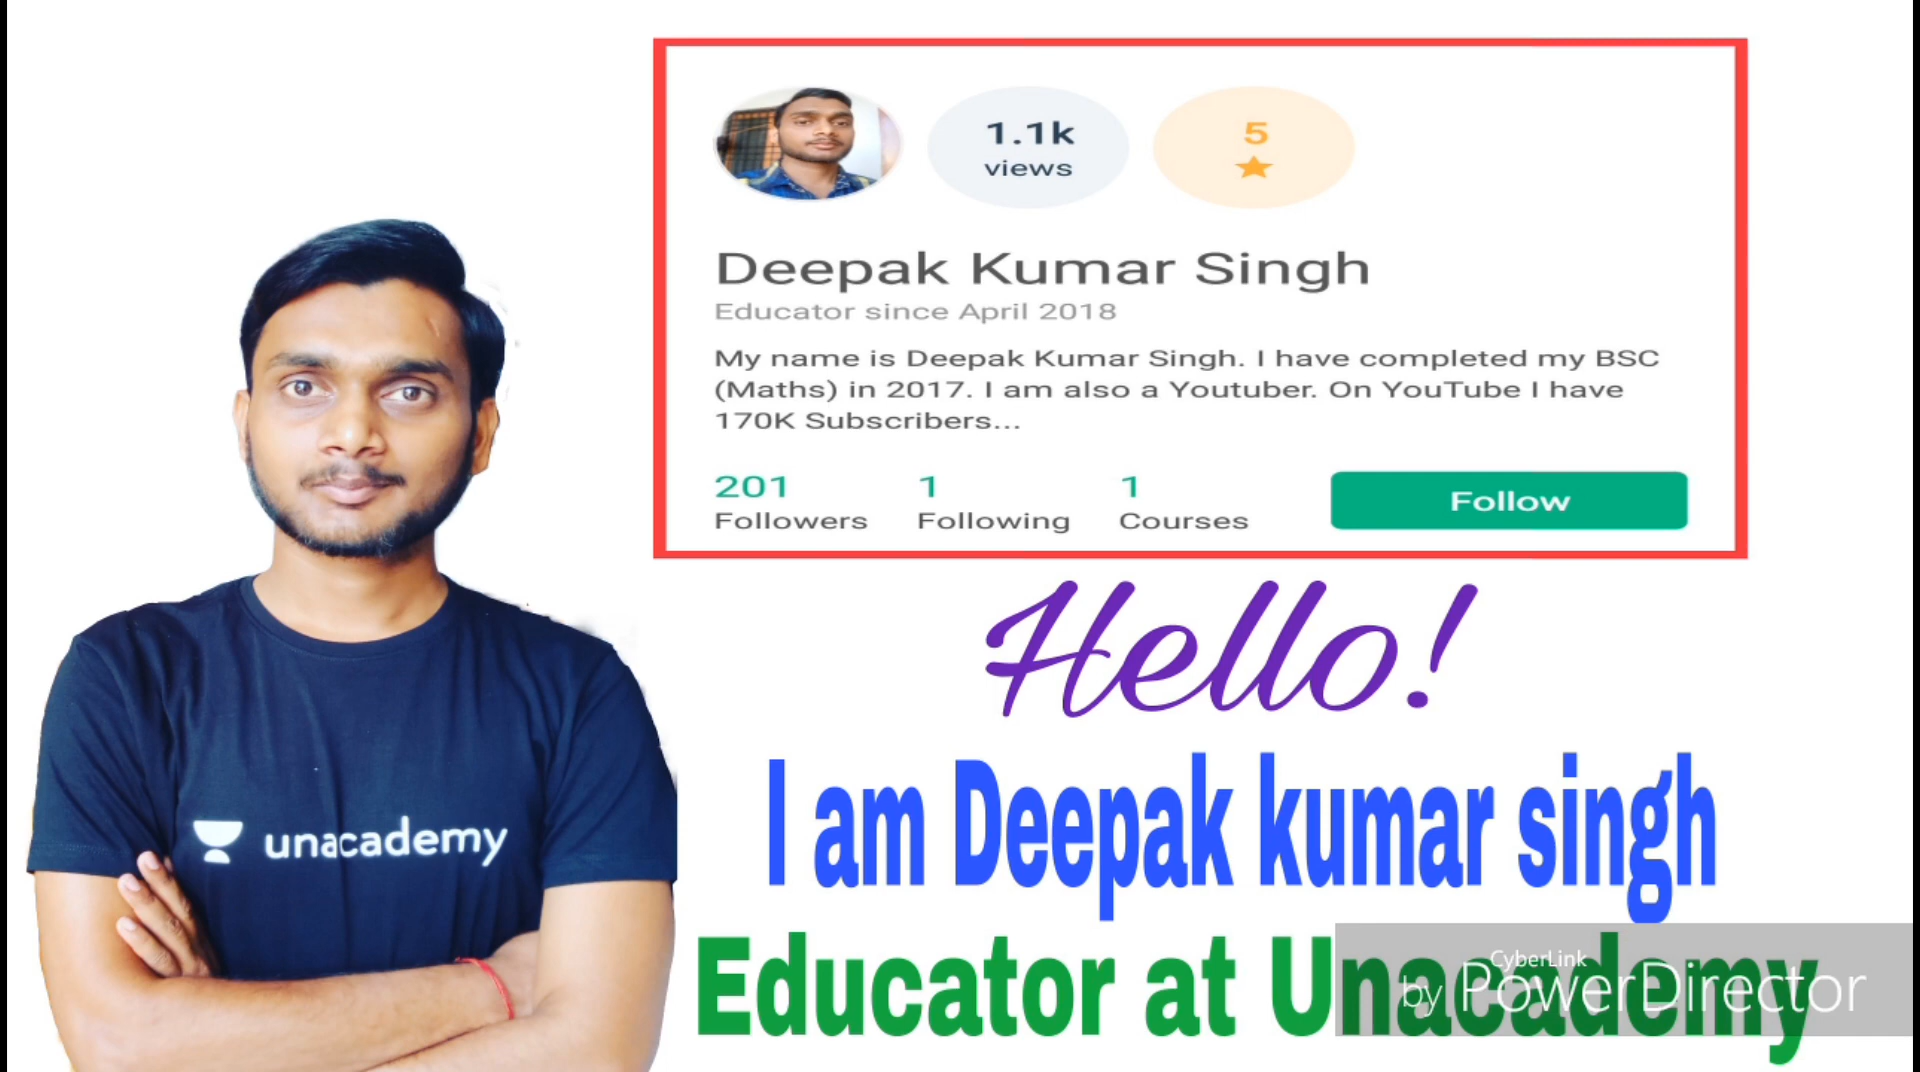 1.1k
views
5
Deepak Kumar Singh
Educator since April 2018
My name is Deepak Kumar Singh. I have completed my BSC
(Maths) in 2017. I am also a Youtuber. On YouTube I have
170K Subscribers...
201 1 1
Followers Following Courses
Follow
Hello!
I am Deepak kumar singh
unacademy
Educator at Unacademy
CyberLink
by PowerDirector